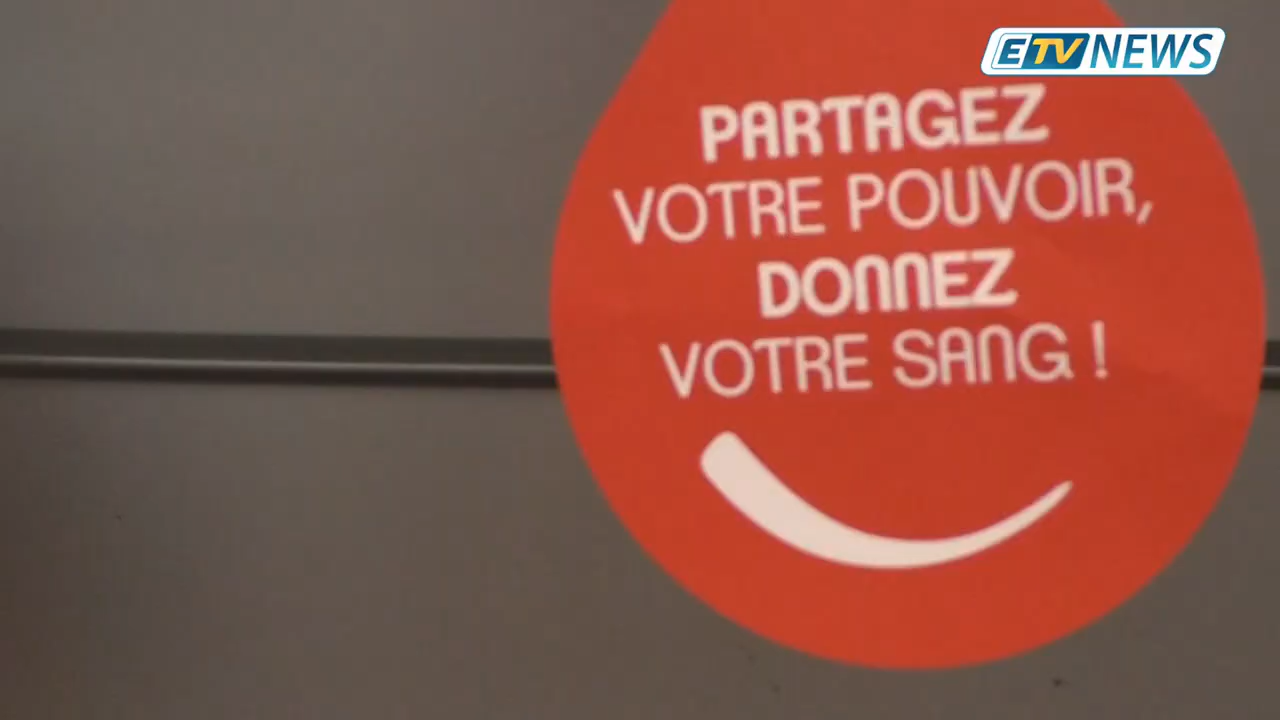 ETV NEWS
PARTAGEZ
VOTRE POUVOIR,
DONNEZ
VOTRE SANG !